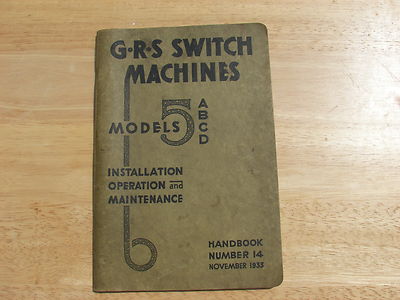 G·R·S SWITCH
MACHINES
MODELS 5 A
B
C
D
INSTALLATION
OPERATION and
MAINTENANCE
HANDBOOK
NUMBER 14
NOVEMBER 1933